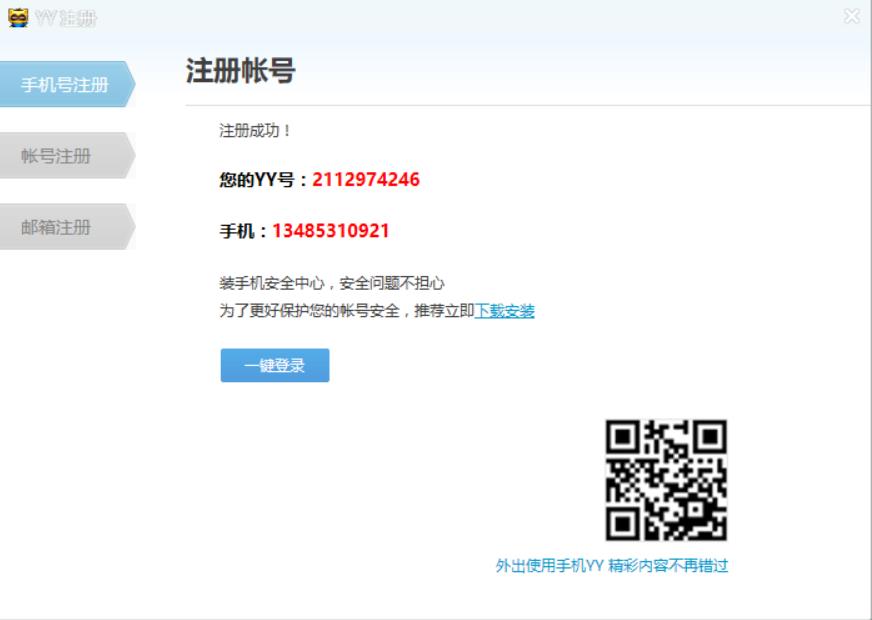 YY注册
手机号注册
帐号注册
邮箱注册
注册帐号
注册成功！
您的YY号：2112974246
手机：13485310921
装手机安全中心，安全问题不担心
为了更好保护您的帐号安全，推荐立即下载安装
一键登录
外出使用手机YY 精彩内容不再错过